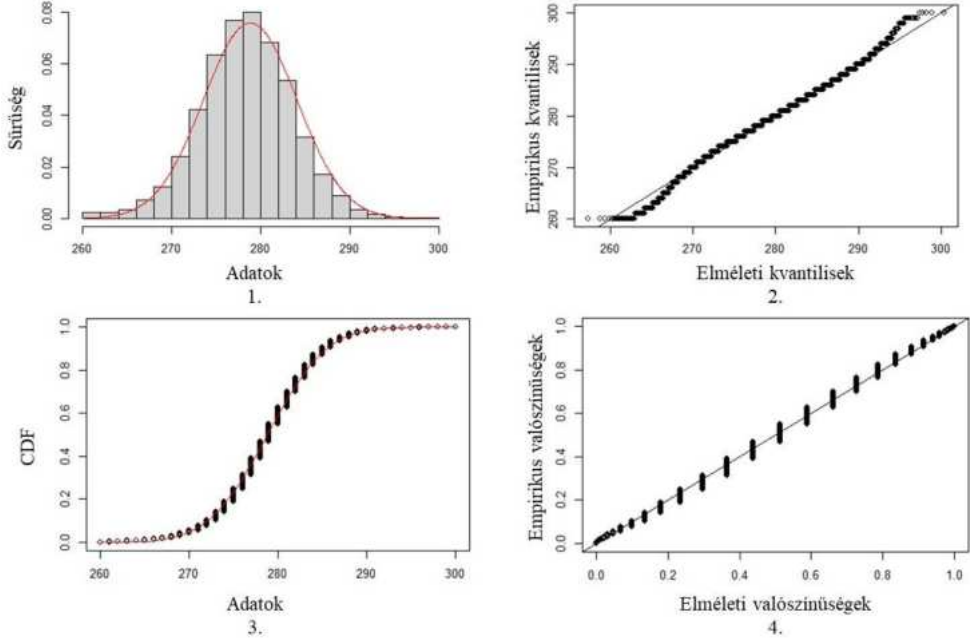 Sűrűség
0.00 0.02 0.04 0.06 0.08
260 270 280 290 300
Adatok
1.
Empirikus kvantilisek
260 270 280 290 300
260 270 280 290 300
Elméleti kvantilisek
2.
CDF
0.0 0.2 0.4 0.6 0.8 1.0
260 270 280 290 300
Adatok
3.
Empirikus valószínűségek
0.0 0.2 0.4 0.6 0.8 1.0
0.0 0.2 0.4 0.6 0.8 1.0
Elméleti valószínűségek
4.